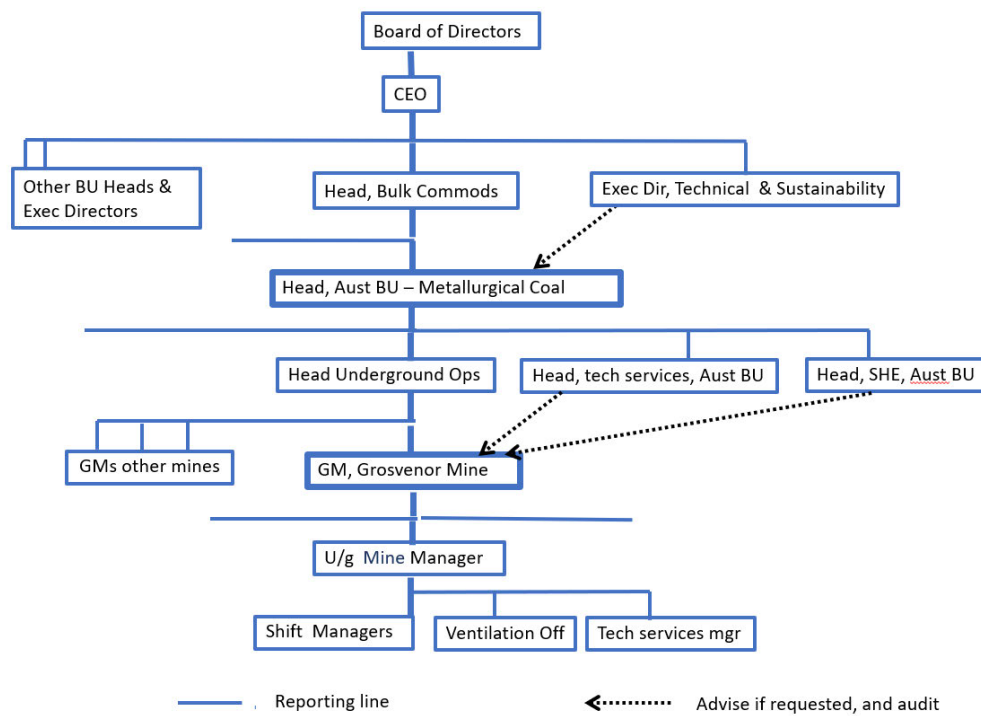 Board of Directors
CEO
Other BU Heads &
Exec Directors
Head, Bulk Commods
Exec Dir, Technical & Sustainability
Head, Aust BU – Metallurgical Coal
Head Underground Ops
Head, tech services, Aust BU
Head, SHE, Aust BU
GMs other mines
GM, Grosvenor Mine
U/g Mine Manager
Shift Managers
Ventilation Off
Tech services mgr
Reporting line
Advise if requested, and audit